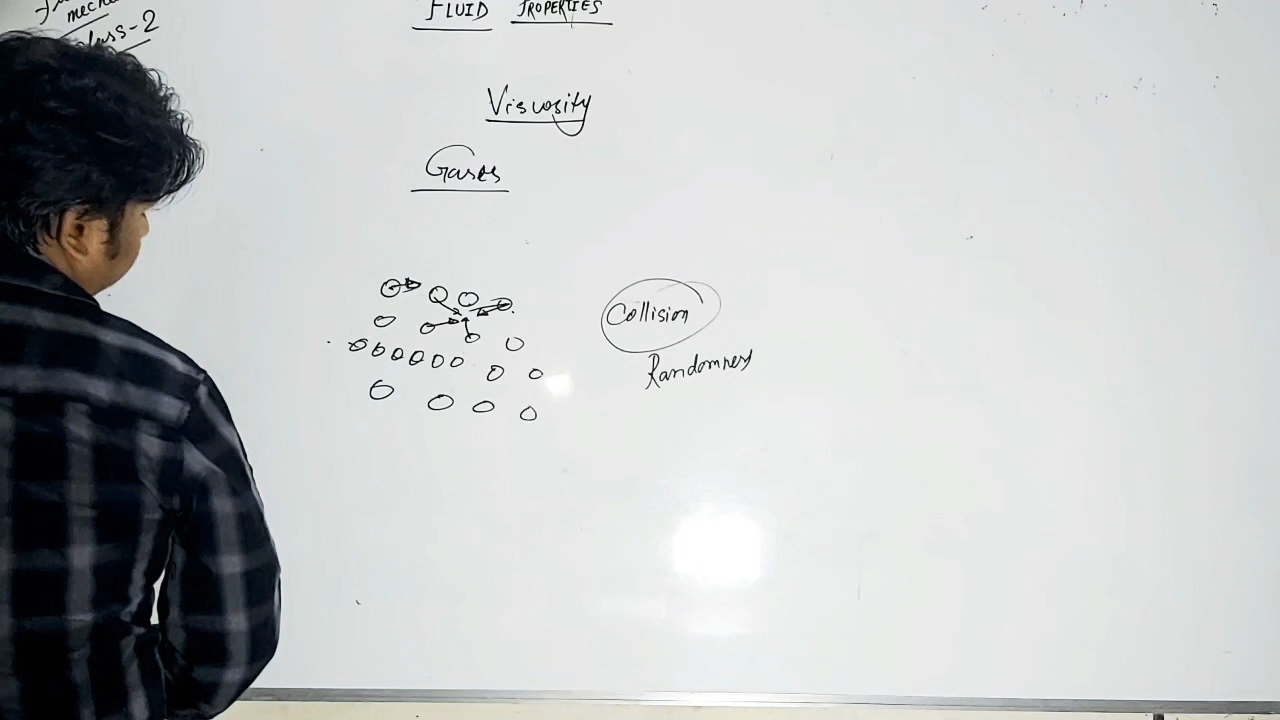 mech
class-2
FLUID PROPERTIES
Viscosity
Gases
Collision
Randomness